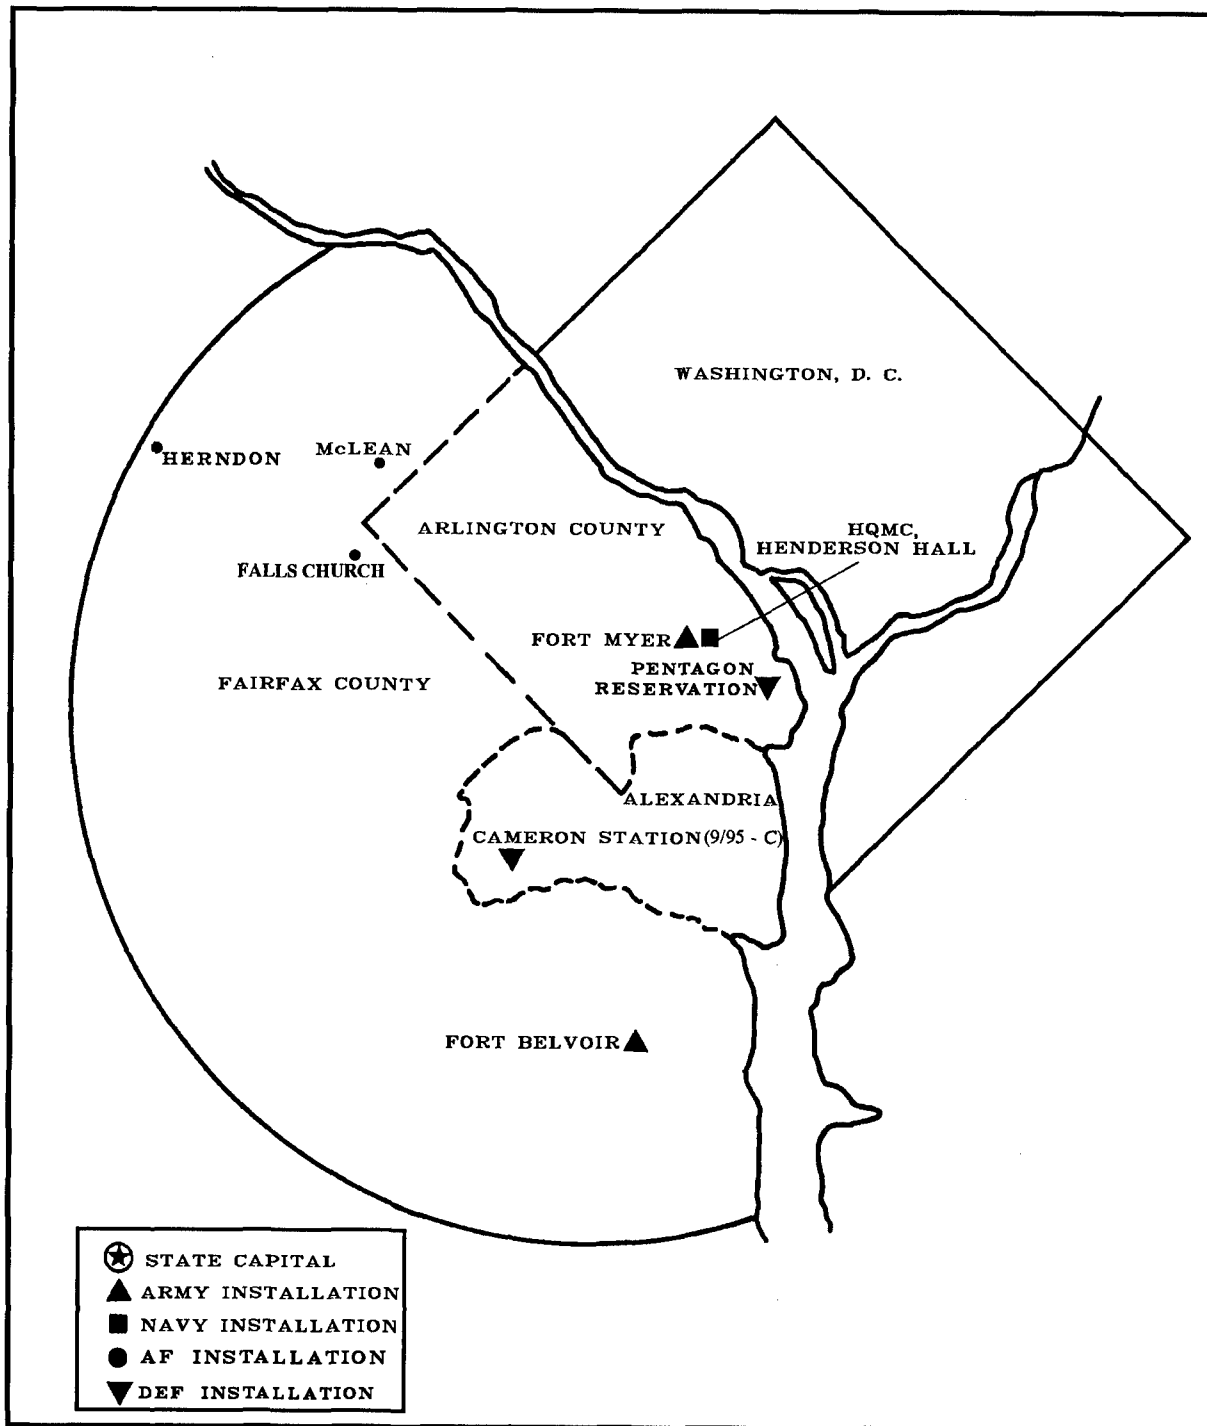 WASHINGTON, D. C.
McLEAN
HERNDON
ARLINGTON COUNTY
HQMC,
HENDERSON HALL
FALLS CHURCH
FORT MYER
PENTAGON
RESERVATION
FAIRFAX COUNTY
ALEXANDRIA
CAMERON STATION (9/95 - C)
FORT BELVOIR
STATE CAPITAL
ARMY INSTALLATION
NAVY INSTALLATION
AF INSTALLATION
DEF INSTALLATION